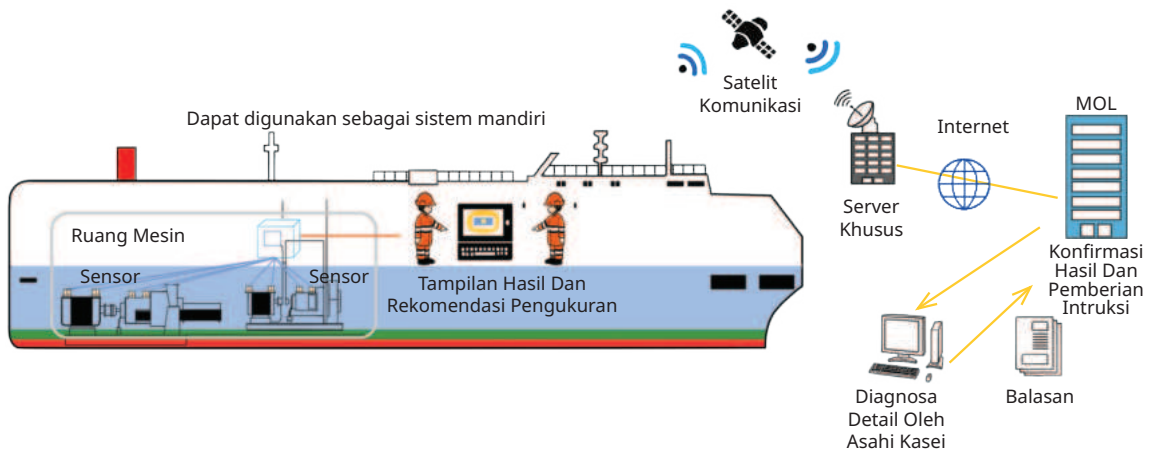 Satelit
Komunikasi
Dapat digunakan sebagai sistem mandiri
MOL
Internet
Server
Khusus
Ruang Mesin
Sensor
Sensor
Tampilan Hasil Dan
Rekomendasi Pengukuran
Konfirmasi
Hasil Dan
Pemberian
Intruksi
Diagnosa
Detail Oleh
Asahi Kasei
Balasan